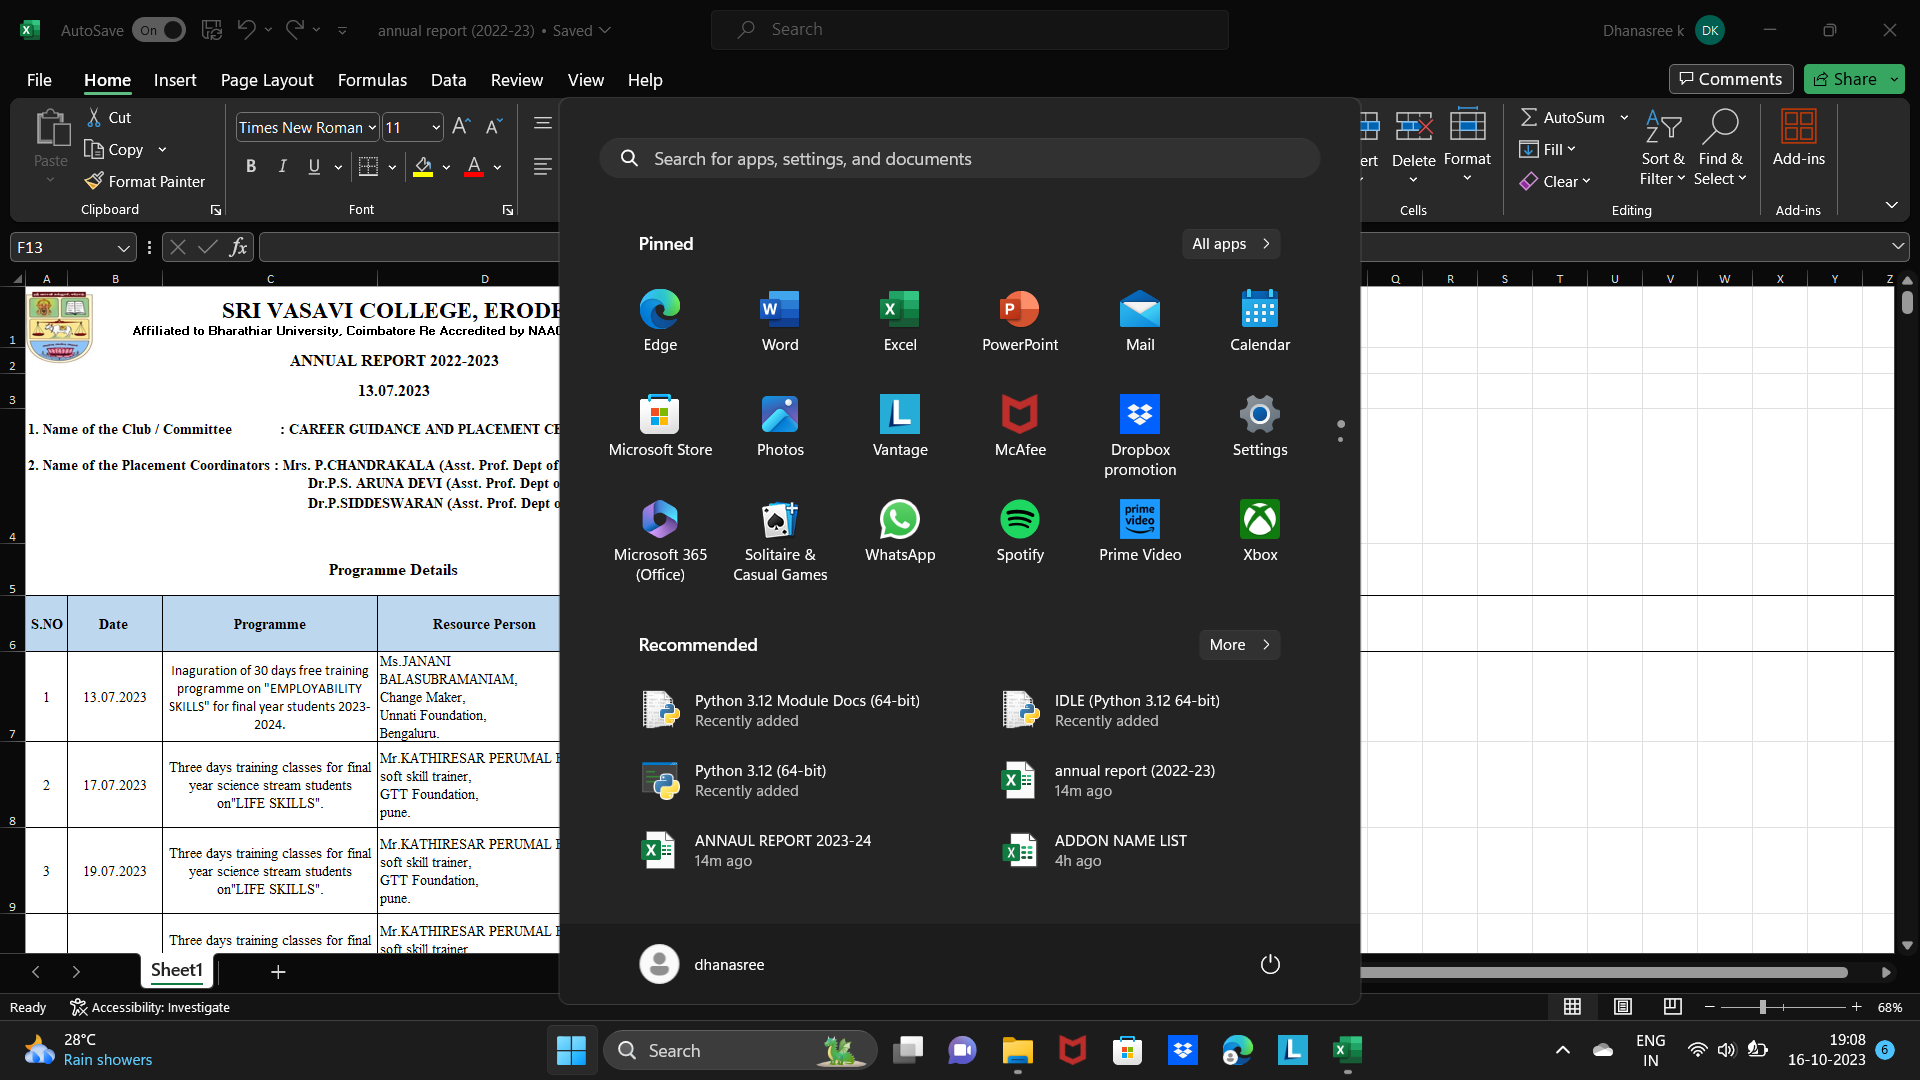 AutoSave On annual report (2022-23) • Saved Search Dhanasree k DK
File Home Insert Page Layout Formulas Data Review View Help Comments Share
Paste Cut Copy Format Painter Clipboard
Times New Roman 11
B I U A Font
Delete Format Cells
AutoSum Fill Clear Sort & Filter Find & Select Editing
Add-ins Add-ins
F13 fx
A B C D Q R S T U V W X Y Z
SRI VASAVI COLLEGE, EROD
Affiliated to Bharathiar University, Coimbatore Re Accredited by NAAC
ANNUAL REPORT 2022-2023
13.07.2023
1. Name of the Club / Committee : CAREER GUIDANCE AND PLACEMENT CE
2. Name of the Placement Coordinators : Mrs. P.CHANDRAKALA (Asst. Prof. Dept of
Dr.P.S. ARUNA DEVI (Asst. Prof. Dept o
Dr.P.SIDDESWARAN (Asst. Prof. Dept o
Programme Details
S.NO Date Programme Resource Person
1 13.07.2023 Inaguration of 30 days free training programme on "EMPLOYABILITY SKILLS" for final year students 2023-2024. Ms.JANANI BALASUBRAMANIAM, Change Maker, Unnati Foundation, Bengaluru.
2 17.07.2023 Three days training classes for final year science stream students on"LIFE SKILLS". Mr.KATHIRESAR PERUMAL soft skill trainer, GTT Foundation, pune.
3 19.07.2023 Three days training classes for final year science stream students on"LIFE SKILLS". Mr.KATHIRESAR PERUMAL soft skill trainer, GTT Foundation, pune.
Three days training classes for final Mr.KATHIRESAR PERUMAL soft skill trainer
1
2
3
4
5
6
7
8
9
Search for apps, settings, and documents
Pinned All apps
Edge Word Excel PowerPoint Mail Calendar
Microsoft Store Photos Vantage McAfee Dropbox promotion Settings
Microsoft 365 (Office) Solitaire & Casual Games WhatsApp Spotify prime video Prime Video Xbox
Recommended More
Python 3.12 Module Docs (64-bit)
Recently added
IDLE (Python 3.12 64-bit)
Recently added
Python 3.12 (64-bit)
Recently added
annual report (2022-23)
14m ago
ANNAUL REPORT 2023-24
14m ago
ADDON NAME LIST
4h ago
dhanasree
Sheet1
Ready Accessibility: Investigate 68%
28°C
Rain showers
Search
ENG
IN
19:08
16-10-2023
6